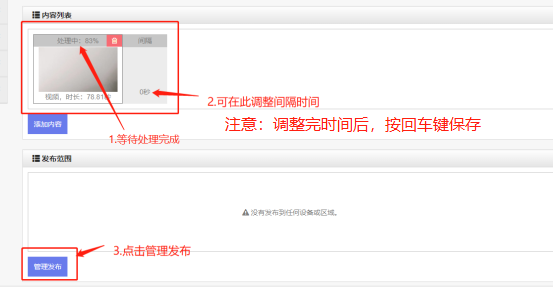 内容列表
处理中：83%
间隔
视频，时长：78.81秒
0秒
2.可在此调整间隔时间
添加内容
注意：调整完时间后，按回车键保存
1.等待处理完成
发布范围
没有发布到任何设备或区域。
3.点击管理发布
管理发布